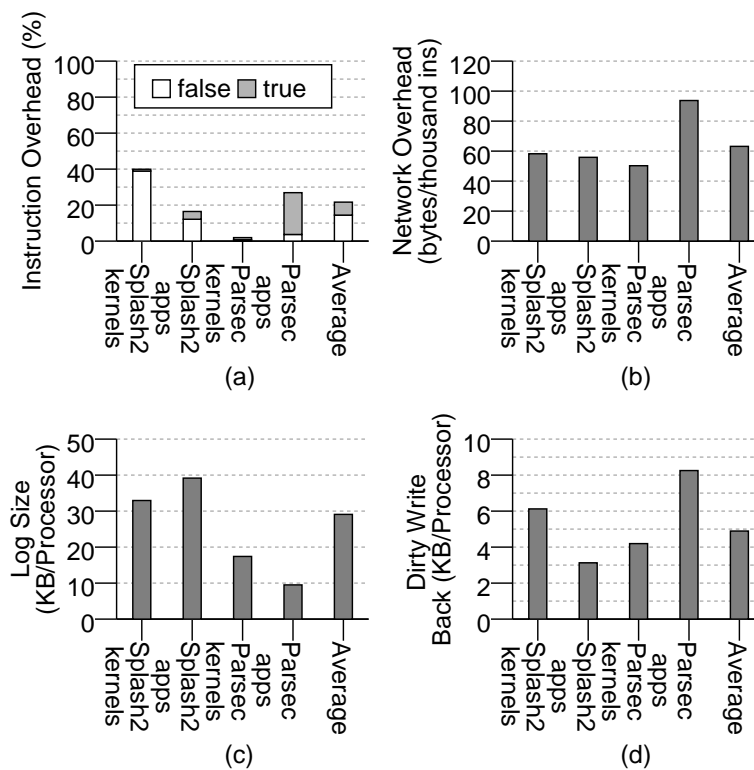 Instruction Overhead (%)
100
80
60
40
20
0
false true
Splash2
kernels
Splash2
apps
Parsec
kernels
Parsec
apps
Average
(a)
Network Overhead
(bytes/thousand ins)
120
100
80
60
40
20
0
Splash2
kernels
Splash2
apps
Parsec
kernels
Parsec
apps
Average
(b)
Log Size
(KB/Processor)
50
40
30
20
10
0
Splash2
kernels
Splash2
apps
Parsec
kernels
Parsec
apps
Average
(c)
Dirty Write
Back (KB/Processor)
10
8
6
4
2
0
Splash2
kernels
Splash2
apps
Parsec
kernels
Parsec
apps
Average
(d)